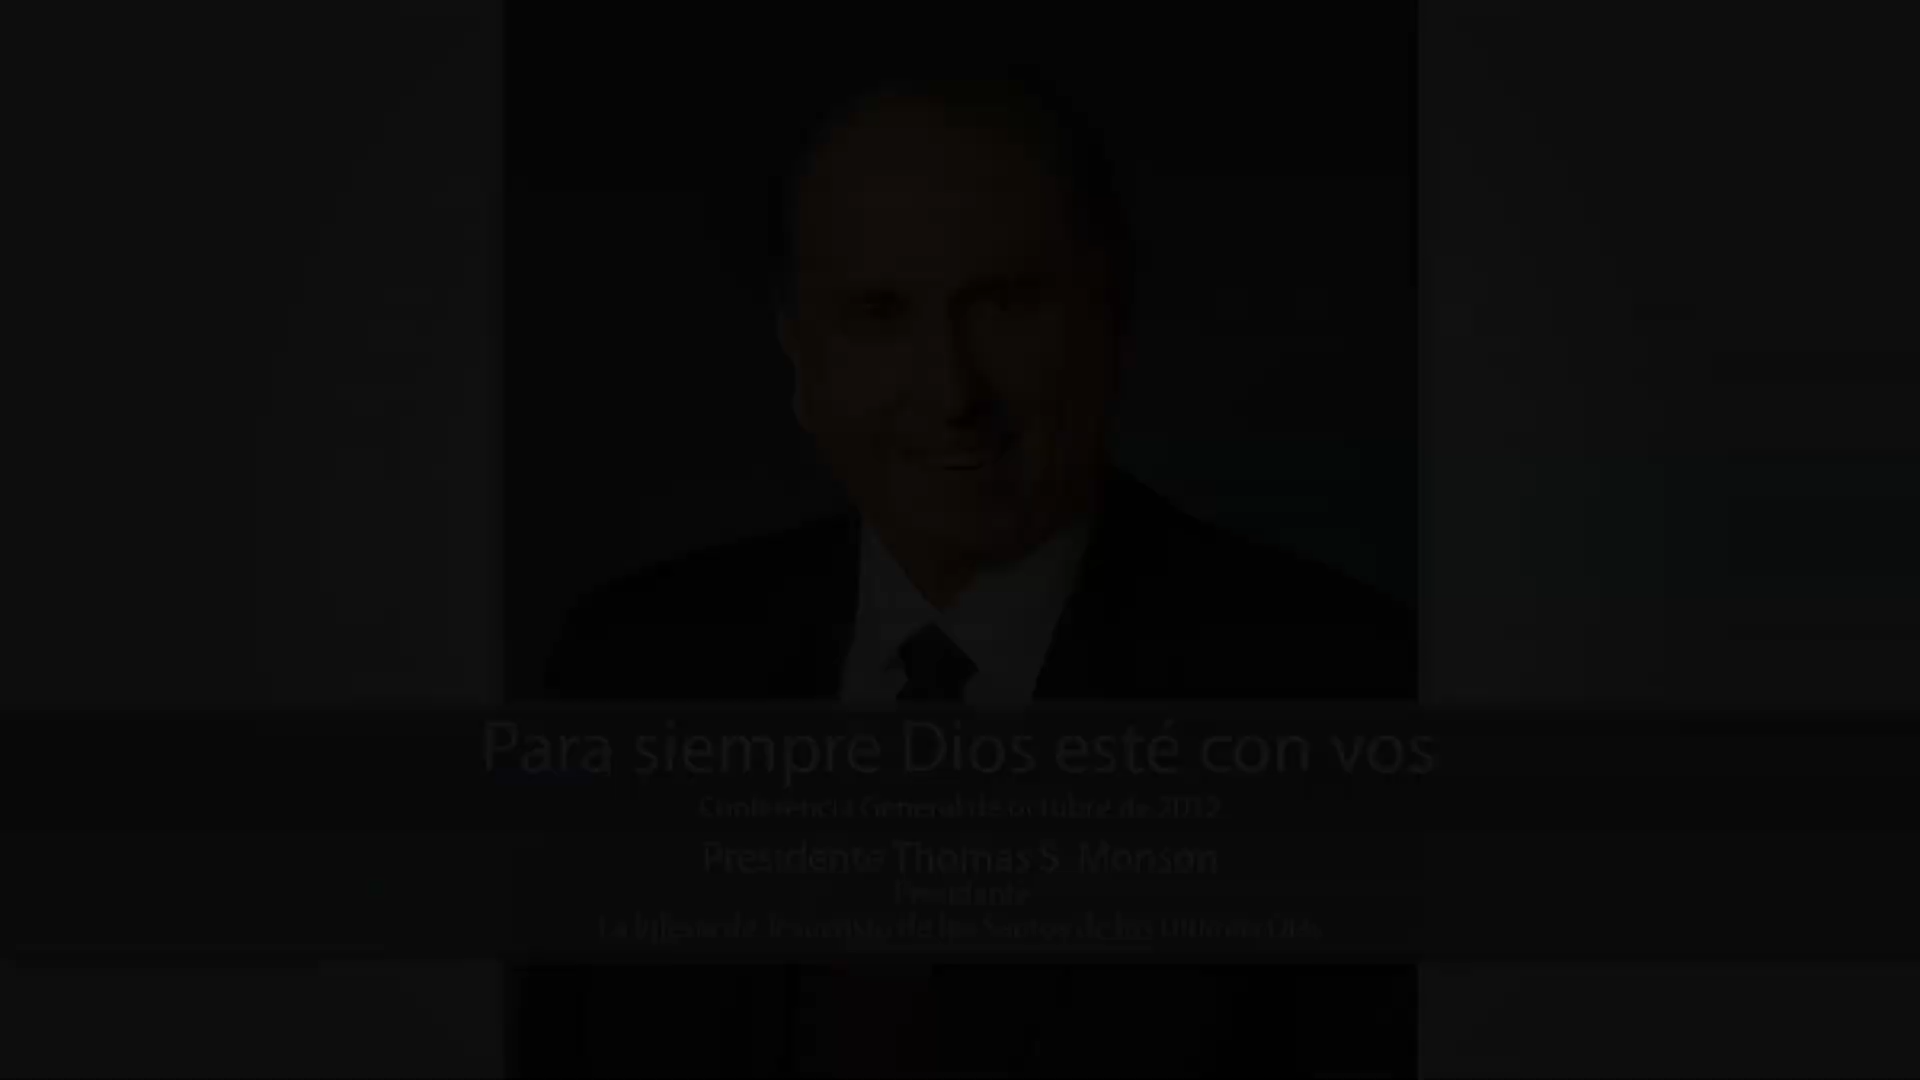 Para siempre Dios esté con vos
Conferencia General de octubre de 2012
Presidente Thomas S. Monson
Presidente
La Iglesia de Jesucristo de los Santos de los Últimos Días